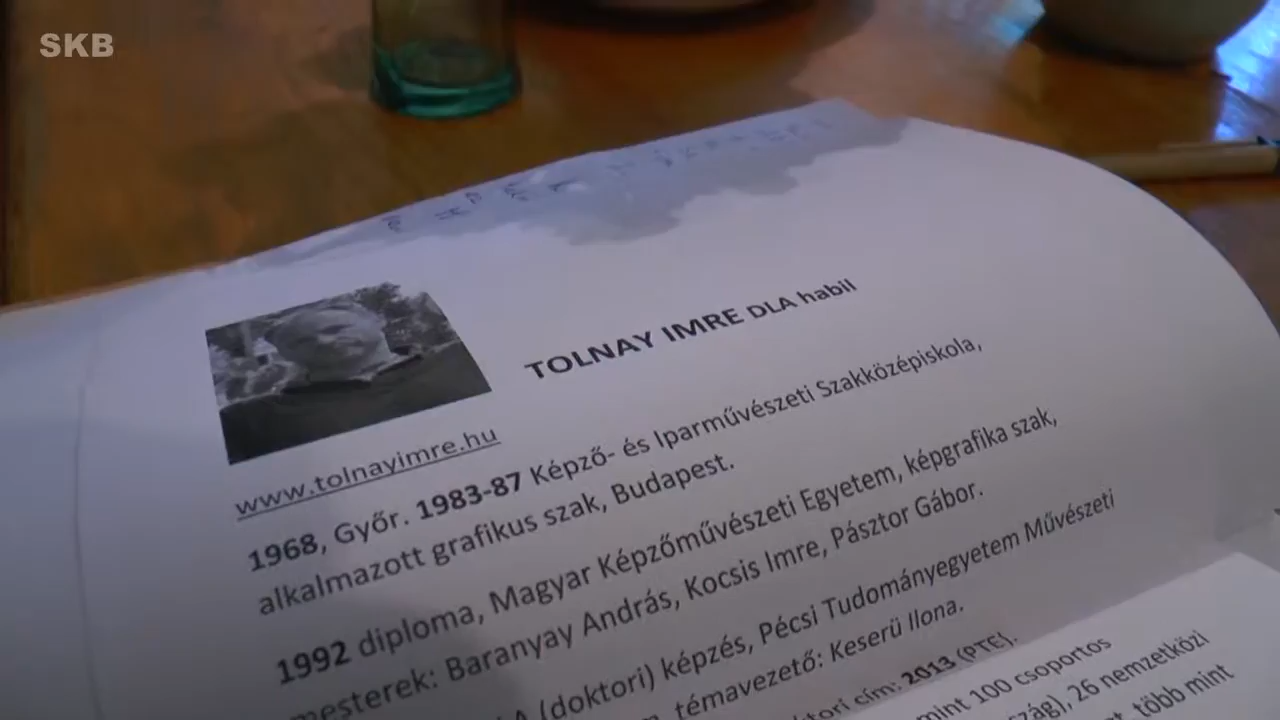 SKB
TOLNAY IMRE DLA habil
www.tolnayimre.hu
1968, Győr. 1983-87 Képző- és Iparművészeti Szakközépiskola,
alkalmazott grafikus szak, Budapest.
1992 diploma, Magyar Képzőművészeti Egyetem, képgrafika szak,
mesterek: Baranyay András, Kocsis Imre, Pásztor Gábor.
(doktori) képzés, Pécsi Tudományegyetem Művészeti
témavezető: Keserü Ilona.
cím: 2013 (PTE).
mint 100 csoportos
26 nemzetközi
több mint